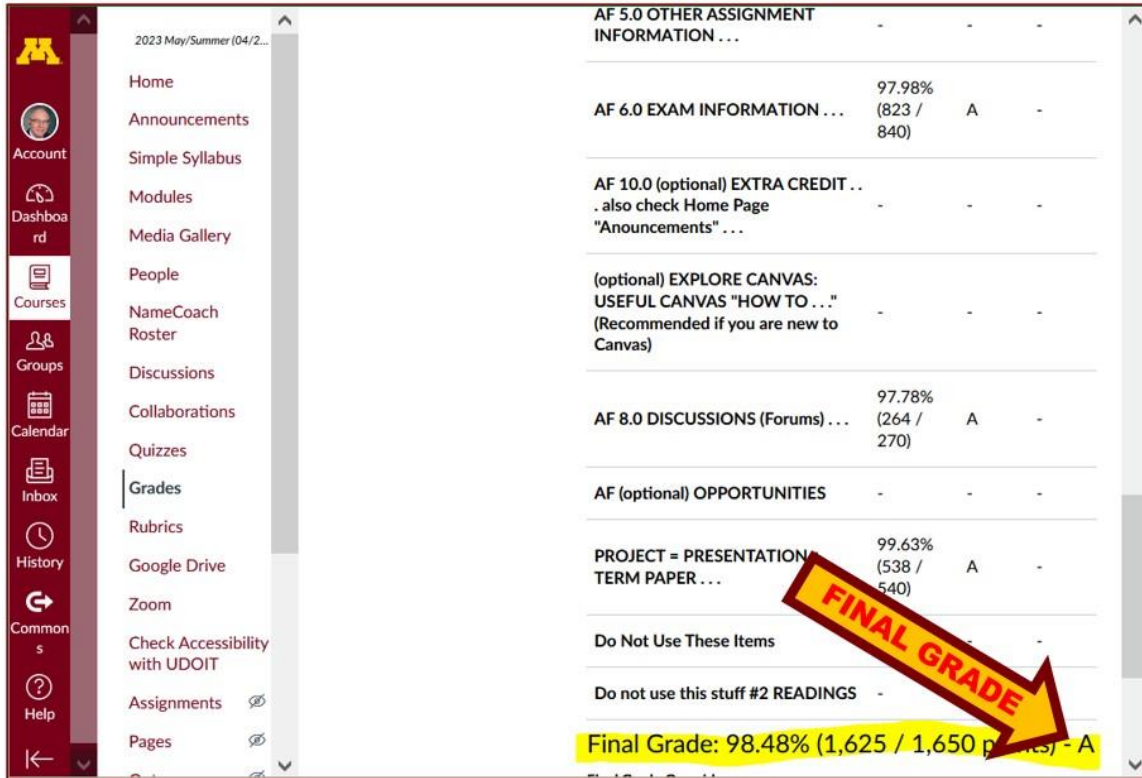 M
Account
Dashboa
rd
Courses
Groups
Calendar
Inbox
History
Common
s
Help
2023 May/Summer (04/2...
Home
Announcements
Simple Syllabus
Modules
Media Gallery
People
NameCoach
Roster
Discussions
Collaborations
Quizzes
Grades
Rubrics
Google Drive
Zoom
Check Accessibility
with UDOIT
Assignments
Pages
AF 5.0 OTHER ASSIGNMENT
INFORMATION . . . - - -
AF 6.0 EXAM INFORMATION . . . 97.98%
(823 /
840) A -
AF 10.0 (optional) EXTRA CREDIT . .
. also check Home Page
"Anouncements" . . . - - -
(optional) EXPLORE CANVAS:
USEFUL CANVAS "HOW TO . . ."
(Recommended if you are new to
Canvas) - - -
AF 8.0 DISCUSSIONS (Forums) . . . 97.78%
(264 /
270) A -
AF (optional) OPPORTUNITIES - - -
PROJECT = PRESENTATION
TERM PAPER . . . 99.63%
(538 /
540) A -
Do Not Use These Items - -
Do not use this stuff #2 READINGS -
FINAL GRADE
Final Grade: 98.48% (1,625 / 1,650 - A